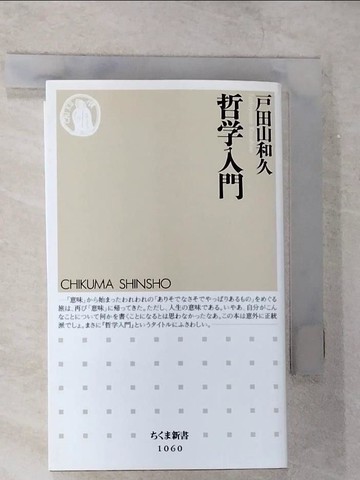 戸田山和久
哲学入門
CHIKUMA SHINSHO
─「意味」から始まったわれわれの「ありそでなさそでやっぱりあるもの」をめぐる
旅は、再び「意味」に帰ってきた。ただし、人生の意味である。いやあ、自分がこん
なことについて何かを書くことになるとは思わなかったなあ。この本は意外に正統
派でしょ。まさに『哲学入門』というタイトルにふさわしい。
ちくま新書
1060